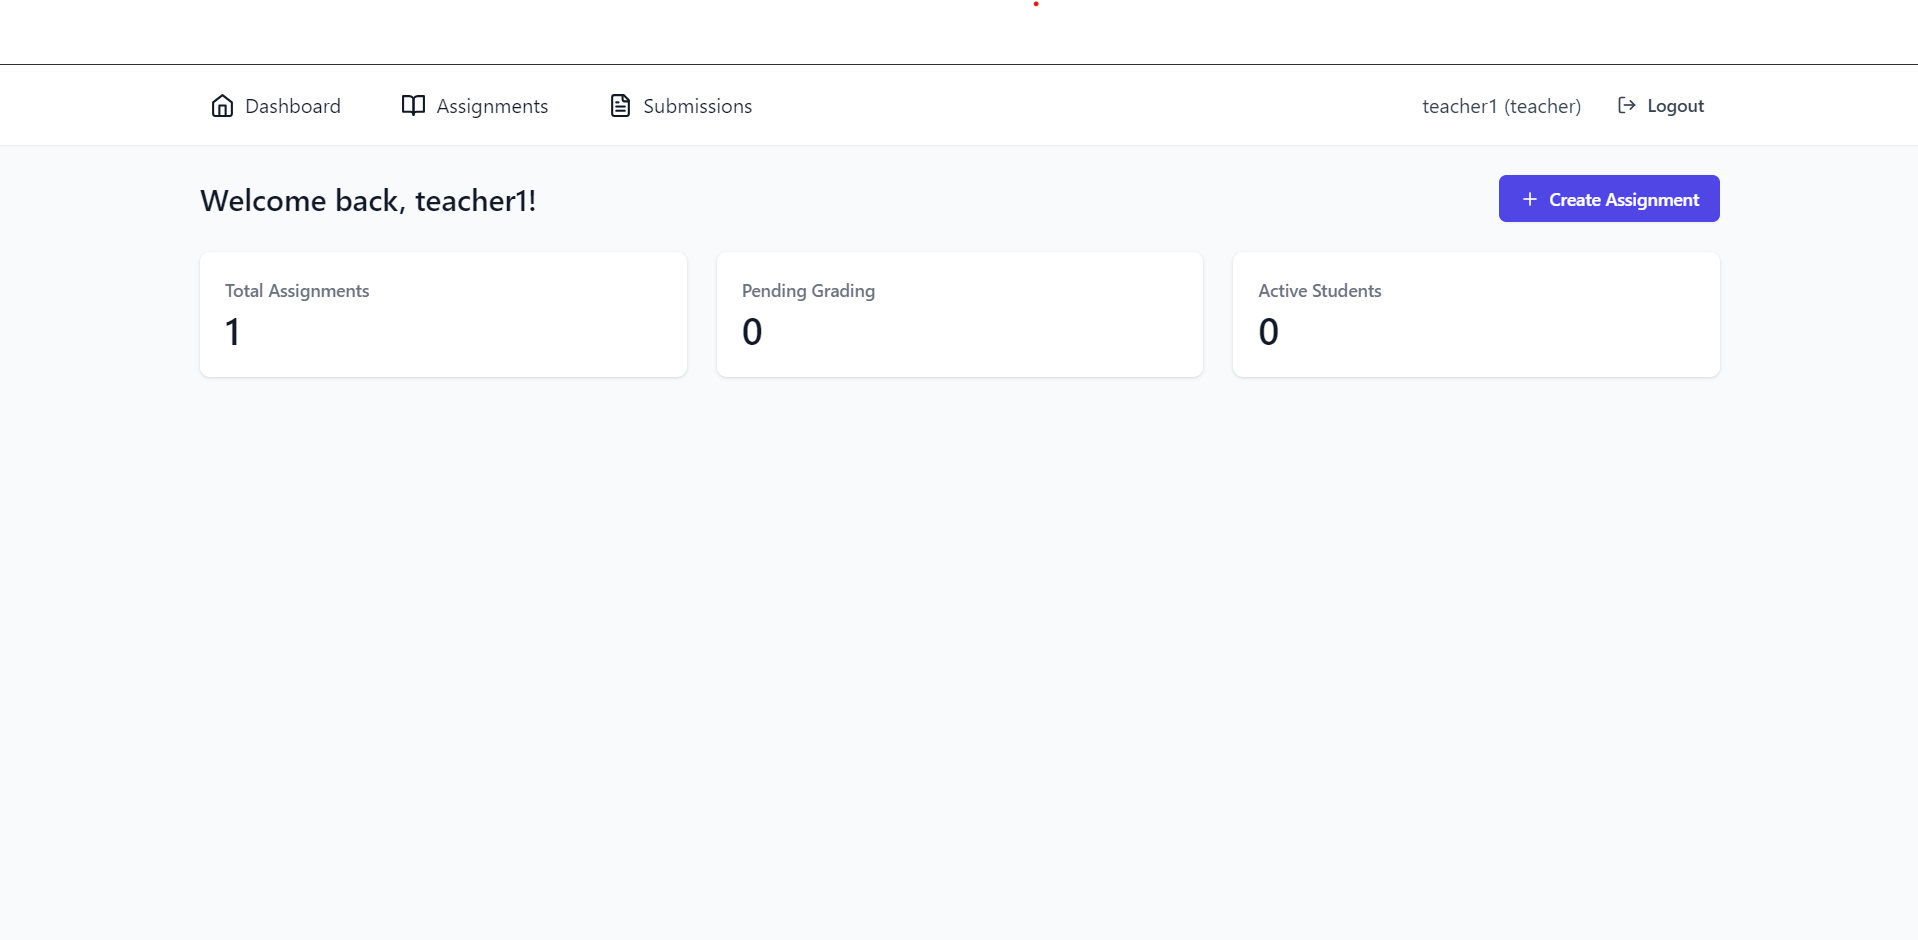 Dashboard Assignments Submissions teacher1 (teacher) Logout
Welcome back, teacher1! Create Assignment
Total Assignments Pending Grading Active Students
1 0 0